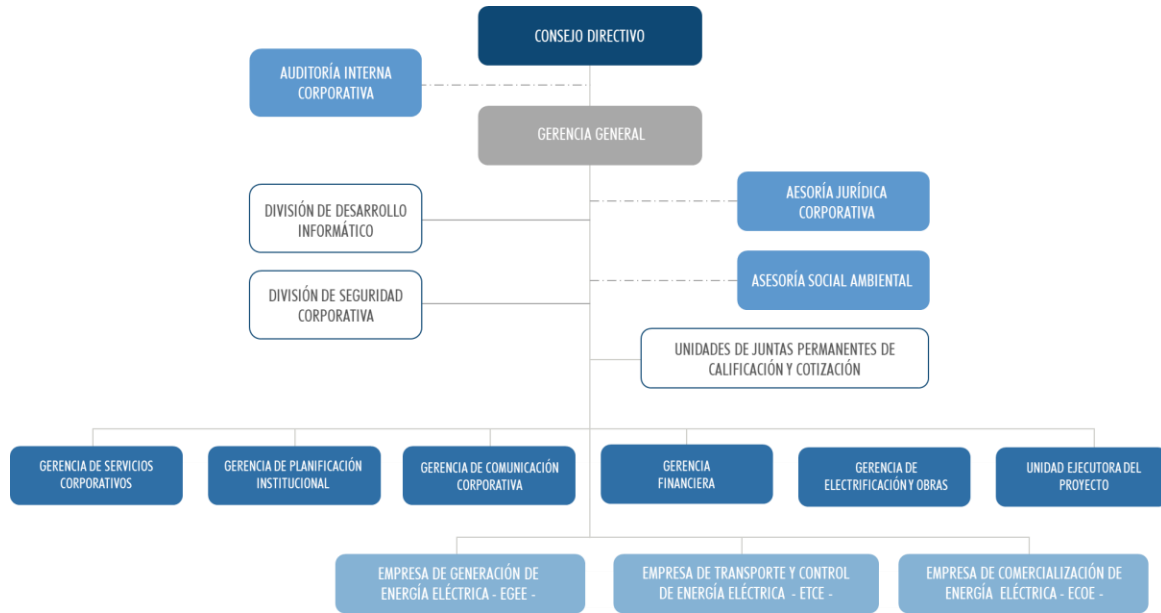 CONSEJO DIRECTIVO
AUDITORÍA INTERNA
CORPORATIVA
GERENCIA GENERAL
DIVISIÓN DE DESARROLLO
INFORMÁTICO
AESORÍA JURÍDICA
CORPORATIVA
DIVISIÓN DE SEGURIDAD
CORPORATIVA
ASESORÍA SOCIAL AMBIENTAL
UNIDADES DE JUNTAS PERMANENTES DE
CALIFICACIÓN Y COTIZACIÓN
GERENCIA DE SERVICIOS
CORPORATIVOS
GERENCIA DE PLANIFICACIÓN
INSTITUCIONAL
GERENCIA DE COMUNICACIÓN
CORPORATIVA
GERENCIA
FINANCIERA
GERENCIA DE
ELECTRIFICACIÓN Y OBRAS
UNIDAD EJECUTORA DEL
PROYECTO
EMPRESA DE GENERACIÓN DE
ENERGÍA ELÉCTRICA - EGEE -
EMPRESA DE TRANSPORTE Y CONTROL
DE ENERGÍA ELÉCTRICA - ETCE -
EMPRESA DE COMERCIALIZACIÓN DE
ENERGÍA ELÉCTRICA - ECOE -